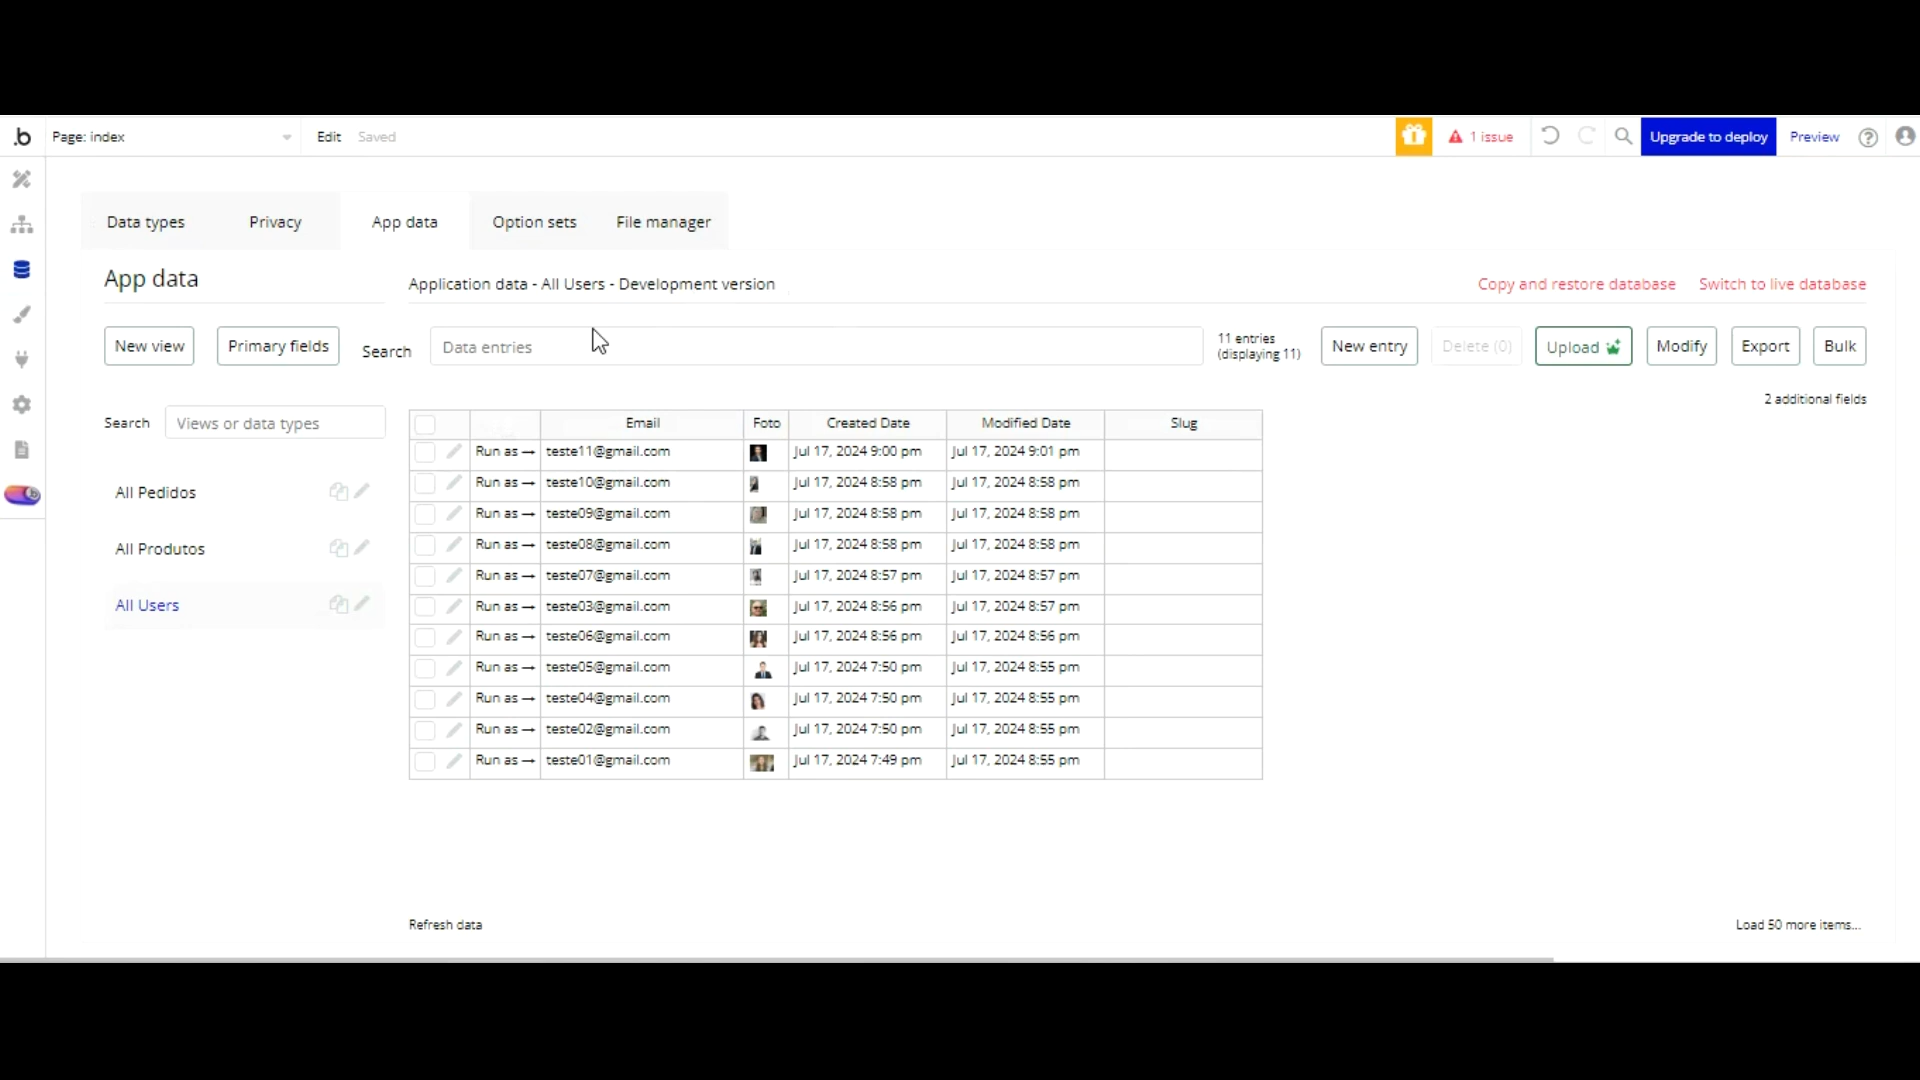 .b Page: index Edit Saved 1 issue Upgrade to deploy Preview ?
Data types Privacy App data Option sets File manager
App data Application data - All Users - Development version Copy and restore database Switch to live database
New view Primary fields Search Data entries 11 entries New entry Delete (0) Upload Modify Export Bulk
(displaying 11)
2 additional fields
Search Views or data types Email Foto Created Date Modified Date Slug
Run as → teste11@gmail.com Jul 17, 2024 9:00 pm Jul 17, 2024 9:01 pm
Run as → teste10@gmail.com Jul 17, 2024 8:58 pm Jul 17, 2024 8:58 pm
All Pedidos
Run as → teste09@gmail.com Jul 17, 2024 8:58 pm Jul 17, 2024 8:58 pm
All Produtos Run as → teste08@gmail.com Jul 17, 2024 8:58 pm Jul 17, 2024 8:58 pm
Run as → teste07@gmail.com Jul 17, 2024 8:57 pm Jul 17, 2024 8:57 pm
All Users Run as → teste03@gmail.com Jul 17, 2024 8:56 pm Jul 17, 2024 8:57 pm
Run as → teste06@gmail.com Jul 17, 2024 8:56 pm Jul 17, 2024 8:56 pm
Run as → teste05@gmail.com Jul 17, 2024 7:50 pm Jul 17, 2024 8:55 pm
Run as → teste04@gmail.com Jul 17, 2024 7:50 pm Jul 17, 2024 8:55 pm
Run as → teste02@gmail.com Jul 17, 2024 7:50 pm Jul 17, 2024 8:55 pm
Run as → teste01@gmail.com Jul 17, 2024 7:49 pm Jul 17, 2024 8:55 pm
Refresh data Load 50 more items...